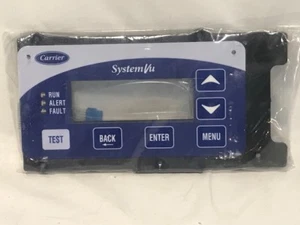 Carrier
SystemVu
RUN
ALERT
FAULT
TEST
BACK
ENTER
MENU